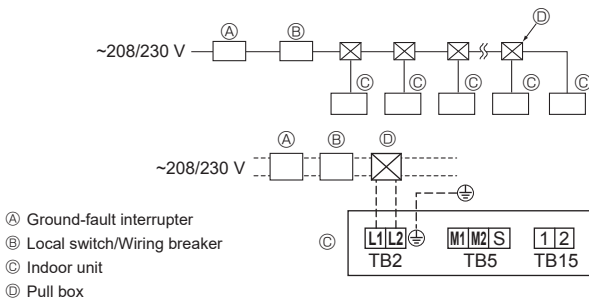 Ⓐ Ⓑ Ⓓ
~208/230 V
Ⓒ Ⓒ Ⓒ Ⓒ Ⓒ
Ⓐ Ⓑ Ⓓ
~208/230 V
Ⓐ Ground-fault interrupter
Ⓑ Local switch/Wiring breaker
Ⓒ Indoor unit
Ⓓ Pull box
Ⓒ L1 L2 M1 M2 S 1 2
TB2 TB5 TB15